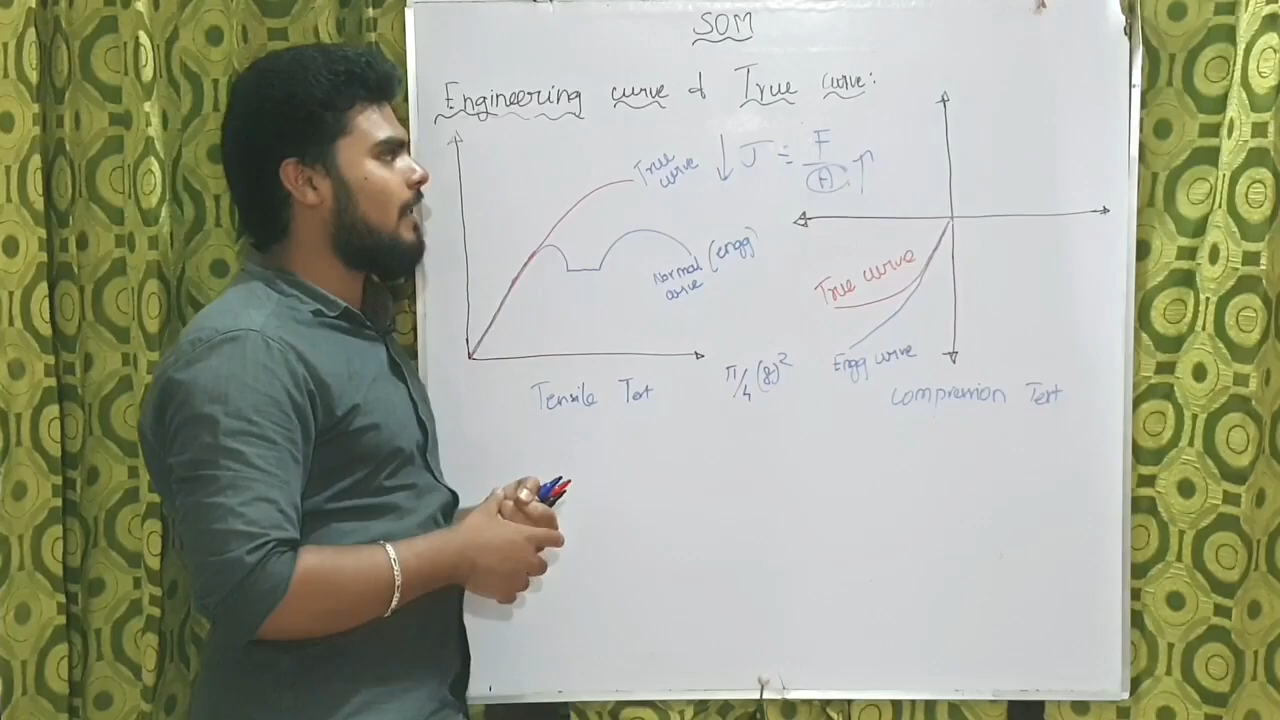 SOM
Engineering curve & True curve:
True
curve
↓ σ = F
A ↑
Normal (engg)
curve
True curve
Engg curve
π/4 (8)²
Tensile Test
Compression Test